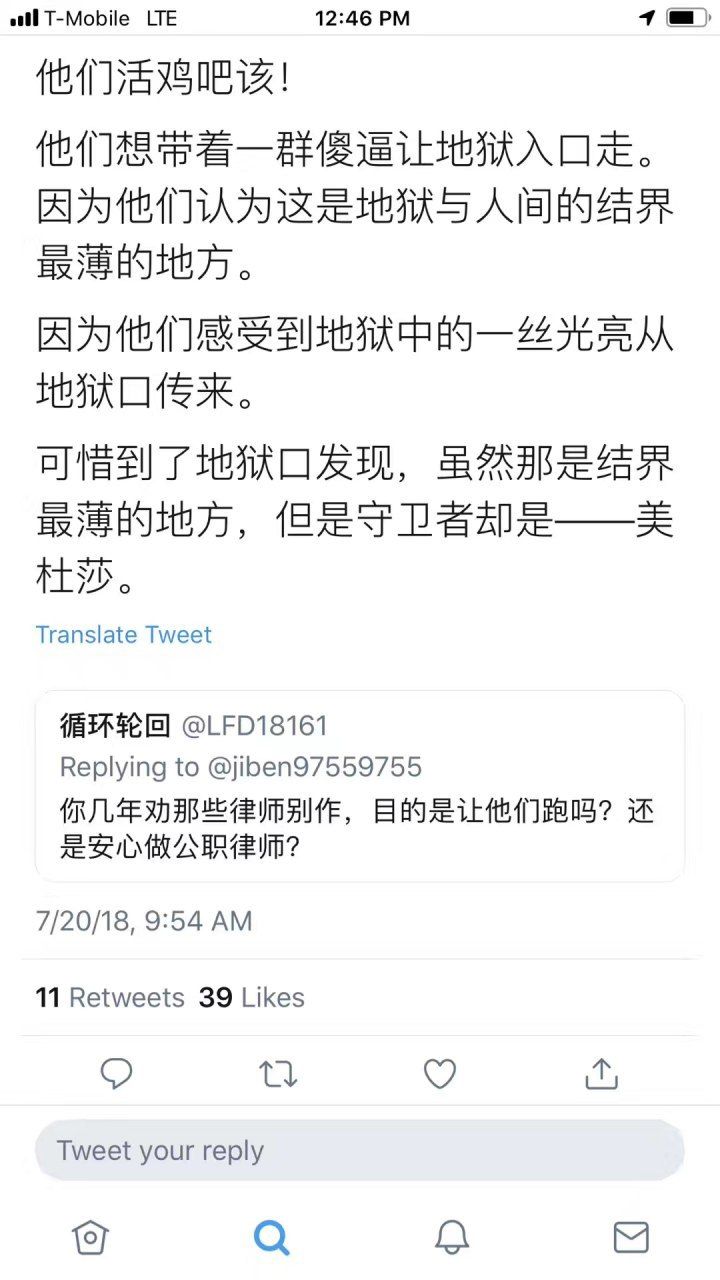 T-Mobile LTE 12:46 PM
他们活鸡吧该！
他们想带着一群傻逼让地狱入口走。
因为他们认为这是地狱与人间的结界
最薄的地方。
因为他们感受到地狱中的一丝光亮从
地狱口传来。
可惜到了地狱口发现，虽然那是结界
最薄的地方，但是守卫者却是——美
杜莎。
Translate Tweet
循环轮回 @LFD18161
Replying to @jiben97559755
你几年劝那些律师别作，目的是让他们跑吗？还
是安心做公职律师？
7/20/18, 9:54 AM
11 Retweets 39 Likes
Tweet your reply